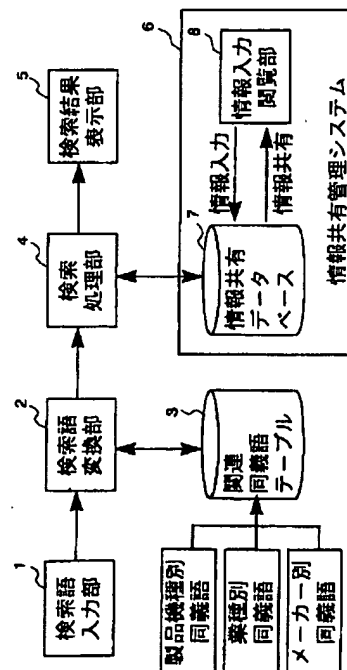 1
検索語
入力部
2
検索語
変換部
4
検索
処理部
5
検索結果
表示部
製品機種別
同義語
業種別
同義語
メーカー別
同義語
3
関連
同義語
テーブル
6
7
情報共有
データ
ベース
情報入力
情報共有
8
情報入力
閲覧部
情報共有管理システム